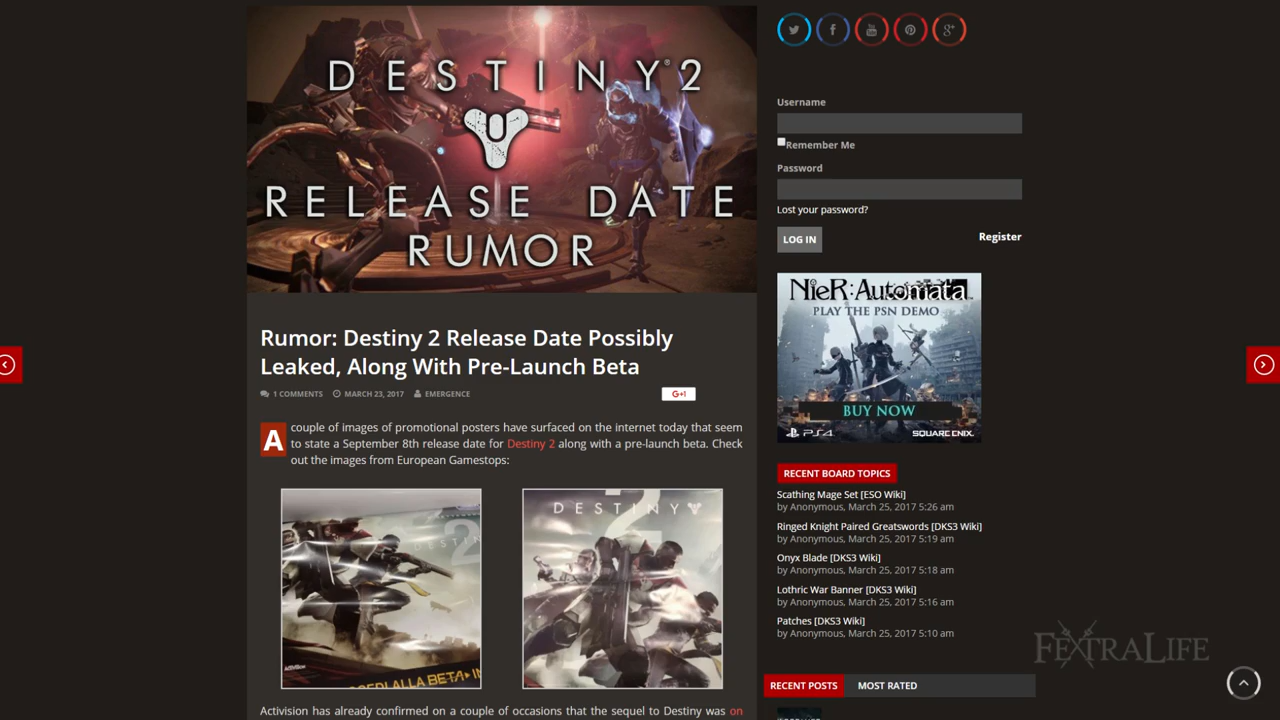 DESTINY 2
RELEASE DATE
RUMOR
Rumor: Destiny 2 Release Date Possibly
Leaked, Along With Pre-Launch Beta
1 COMMENTS
MARCH 23, 2017
EMERGENCE
G+1
A couple of images of promotional posters have surfaced on the internet today that seem
to state a September 8th release date for Destiny 2 along with a pre-launch beta. Check
out the images from European Gamestops:
2
DESTIN
ACTIVISION
ACCEDI ALLA BETA
2
DESTINY
Activision has already confirmed on a couple of occasions that the sequel to Destiny was on
Username
Remember Me
Password
Lost your password?
LOG IN
Register
NieR:Automata
PLAY THE PSN DEMO
BUY NOW
PS4
SQUARE ENIX.
RECENT BOARD TOPICS
Scathing Mage Set [ESO Wiki]
by Anonymous, March 25, 2017 5:26 am
Ringed Knight Paired Greatswords [DKS3 Wiki]
by Anonymous, March 25, 2017 5:19 am
Onyx Blade [DKS3 Wiki]
by Anonymous, March 25, 2017 5:18 am
Lothric War Banner [DKS3 Wiki]
by Anonymous, March 25, 2017 5:16 am
Patches [DKS3 Wiki]
by Anonymous, March 25, 2017 5:10 am
FEXTRALIFE
RECENT POSTS
MOST RATED